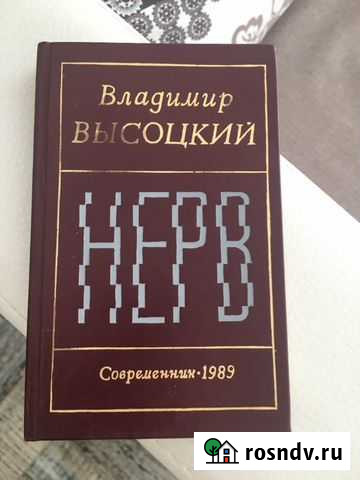 Владимир
ВЫСОЦКИЙ
НЕРВ
Современник·1989
rosndv.ru